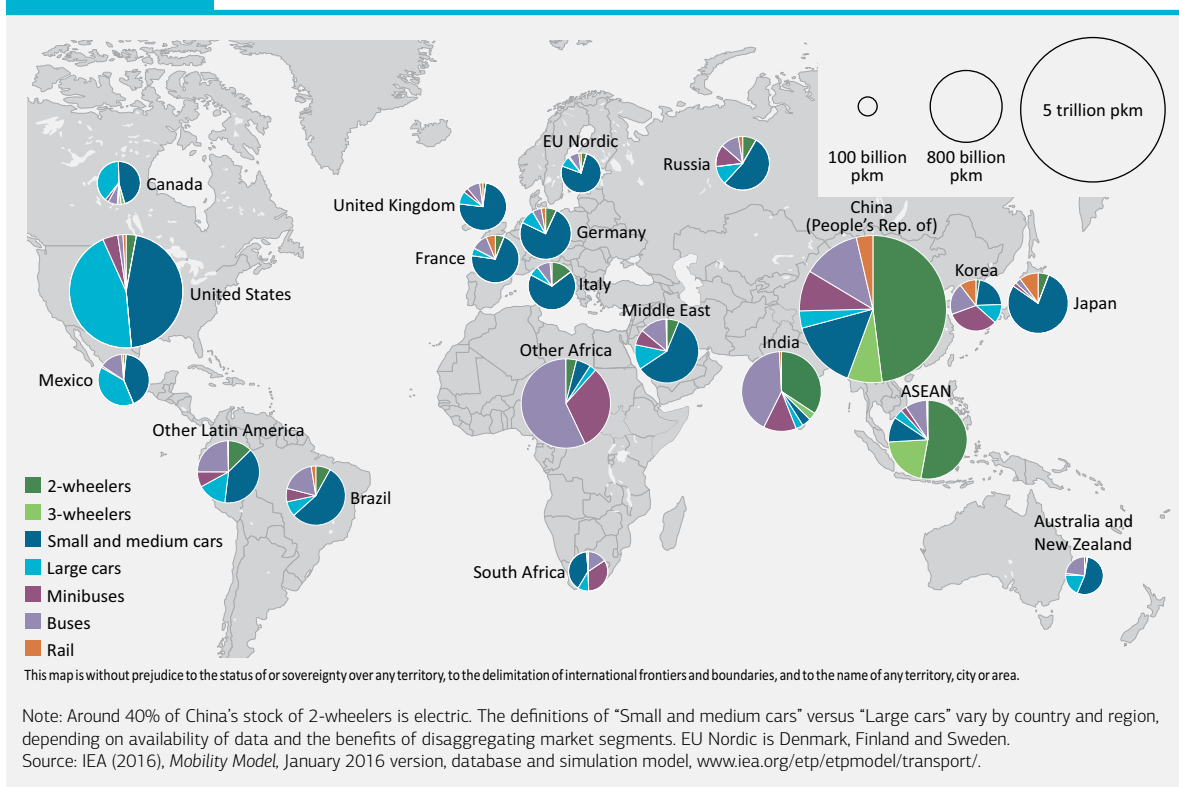 5 trillion pkm
100 billion
pkm
800 billion
pkm
EU Nordic
Russia
Canada
United Kingdom
China
(People's Rep. of)
Germany
France
Korea
United States
Italy
Japan
Middle East
India
Other Africa
Mexico
ASEAN
Other Latin America
Brazil
2-wheelers
3-wheelers
Small and medium cars
Large cars
Minibuses
Buses
Rail
Australia and
New Zealand
South Africa
This map is without prejudice to the status of or sovereignty over any territory, to the delimitation of international frontiers and boundaries, and to the name of any territory, city or area.
Note: Around 40% of China's stock of 2-wheelers is electric. The definitions of “Small and medium cars” versus “Large cars” vary by country and region,
depending on availability of data and the benefits of disaggregating market segments. EU Nordic is Denmark, Finland and Sweden.
Source: IEA (2016), Mobility Model, January 2016 version, database and simulation model, www.iea.org/etp/etpmodel/transport/.